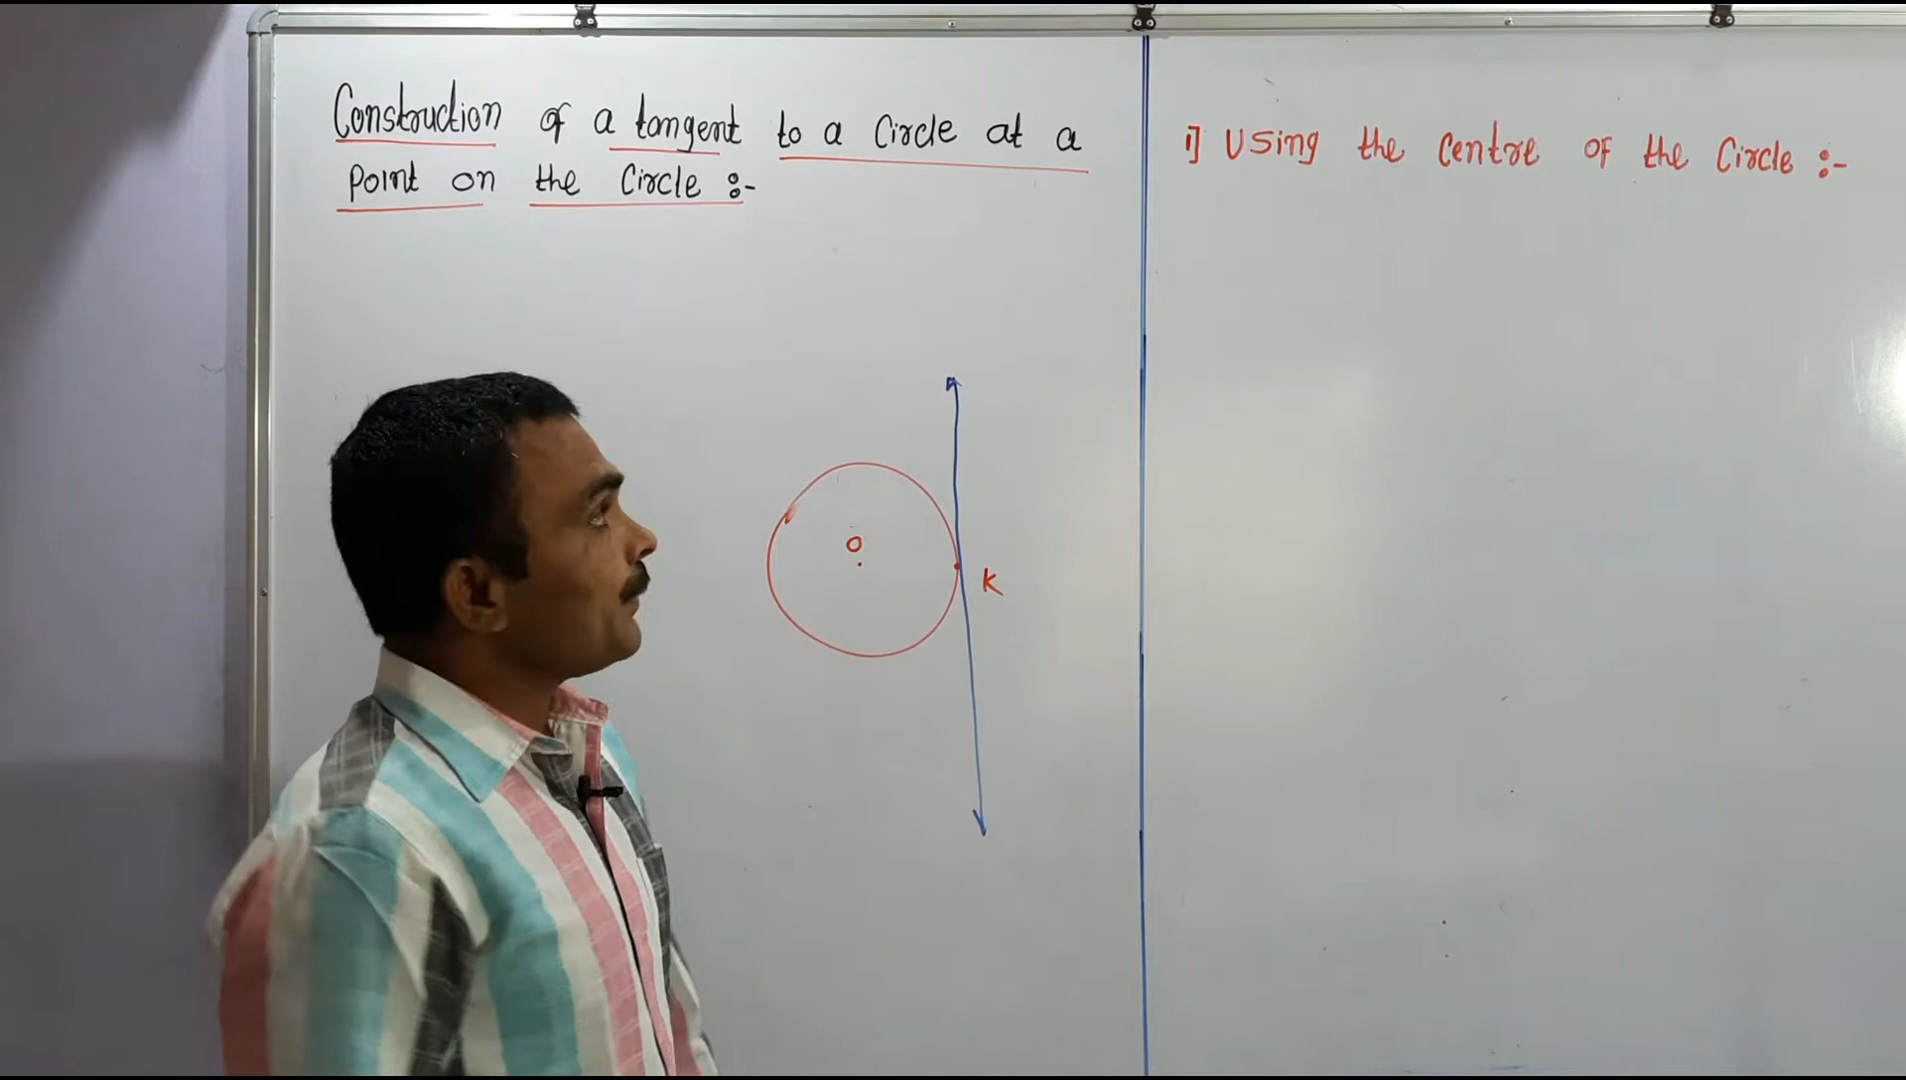 Construction of a tangent to a Circle at a
Point on the Circle :-
i] Using the Centre of the Circle :-
O
K